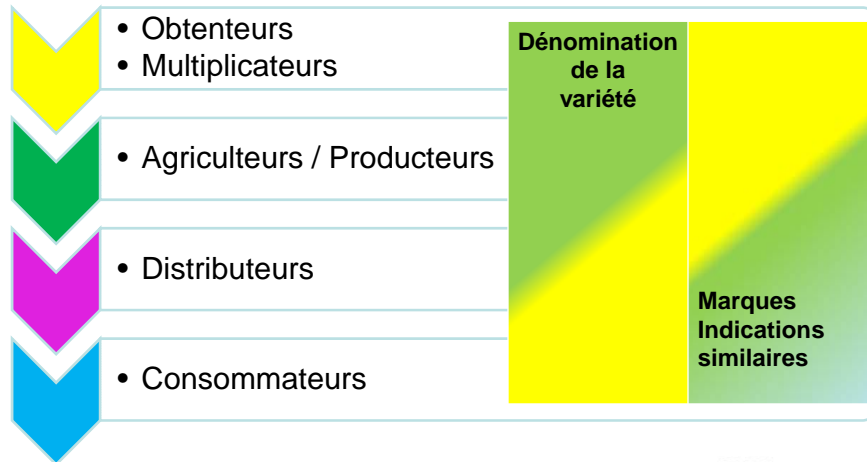 • Obtenteurs
• Multiplicateurs
• Agriculteurs / Producteurs
• Distributeurs
• Consommateurs
Dénomination
de la
variété
Marques
Indications
similaires